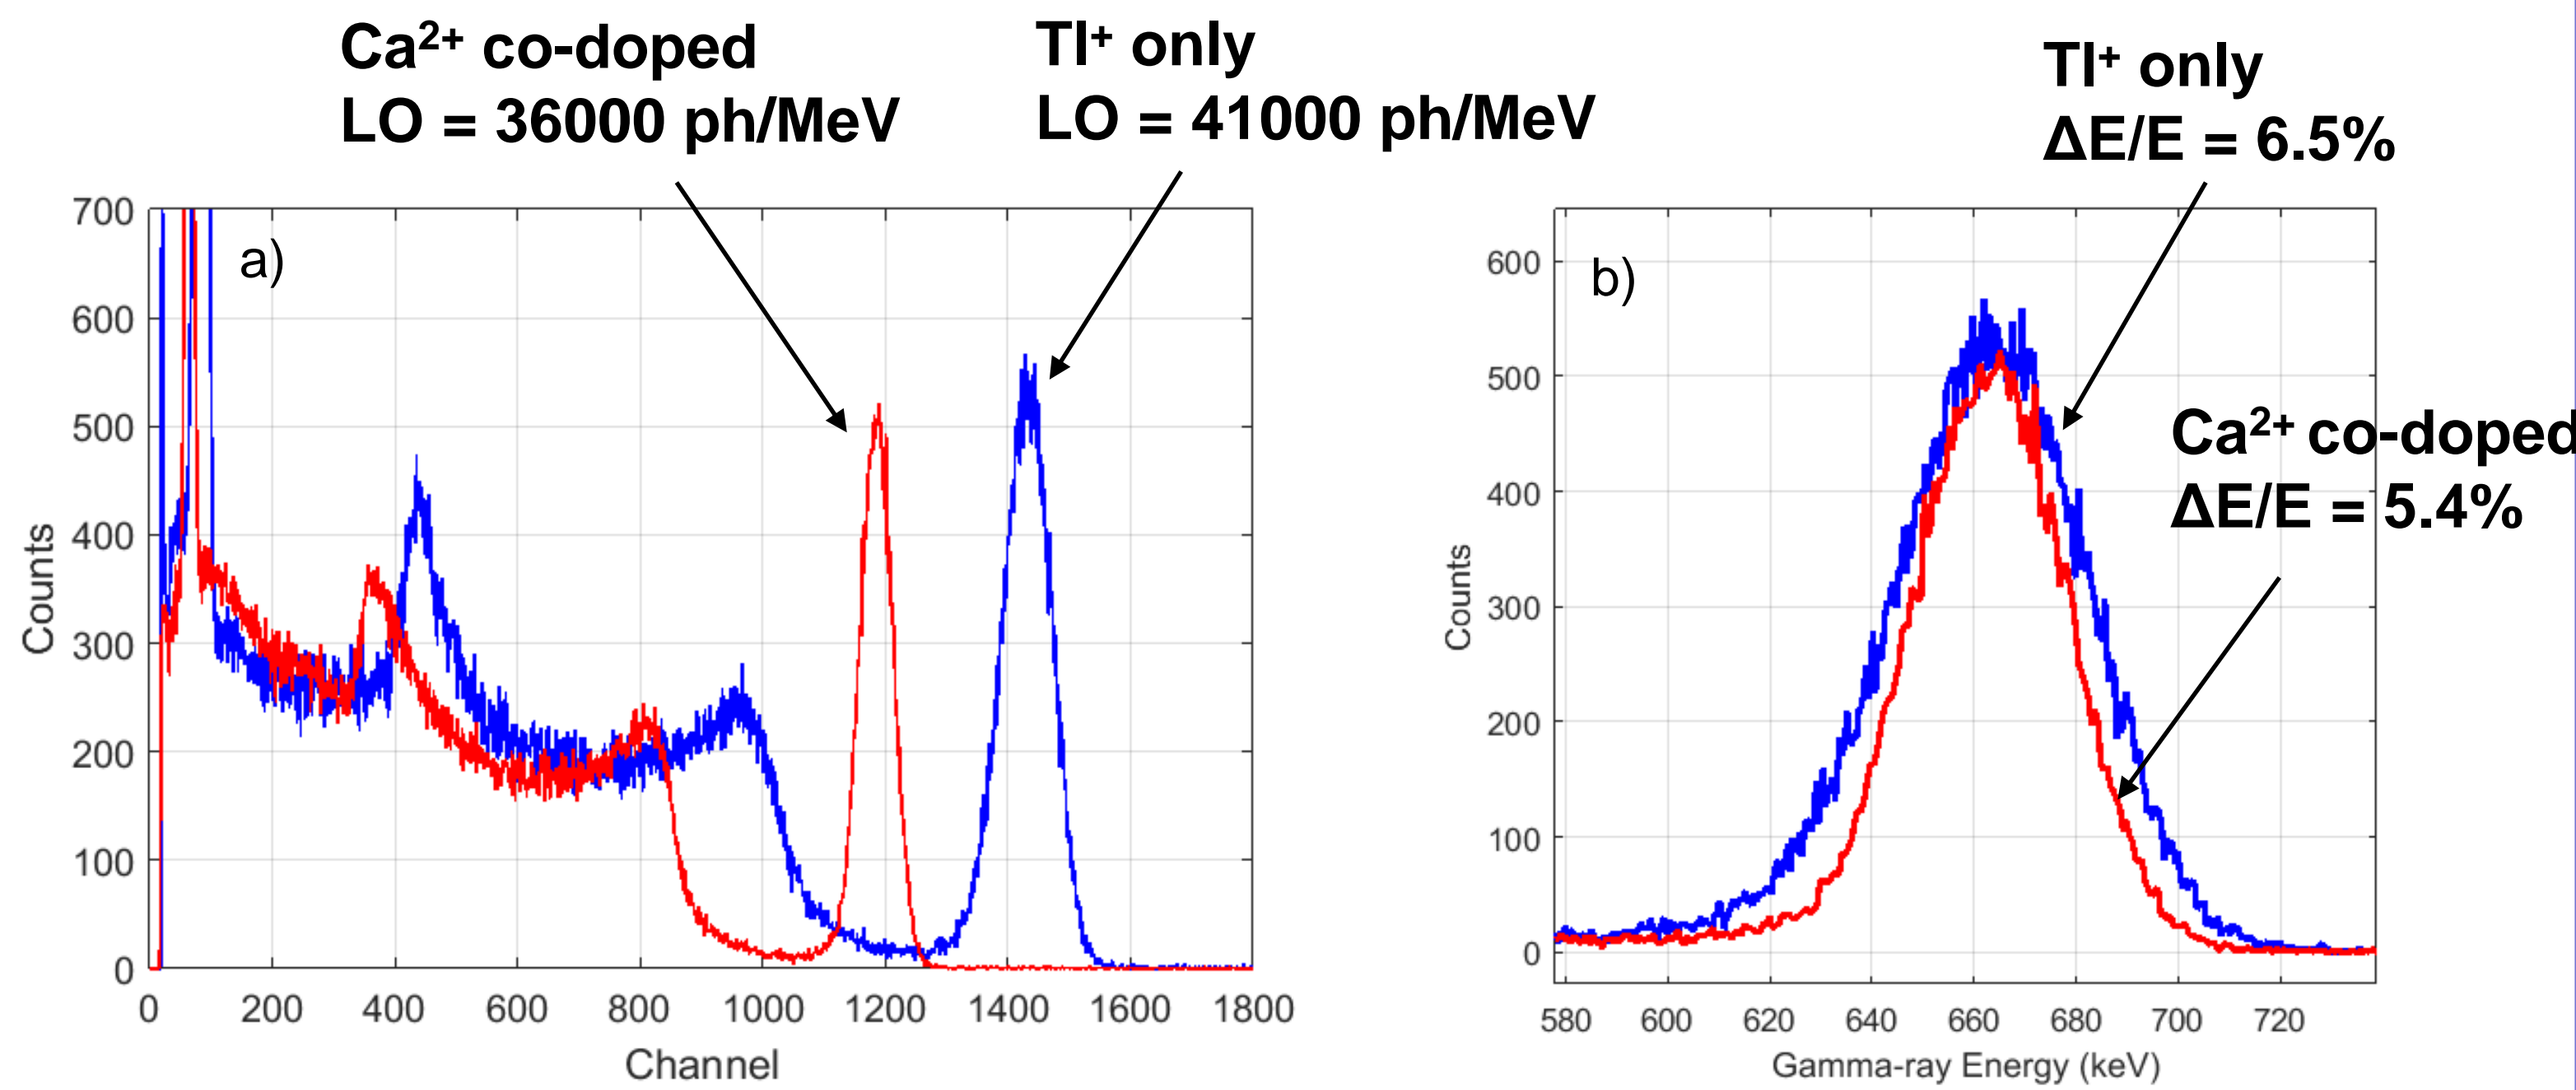 Ca²⁺ co-doped
LO = 36000 ph/MeV
Tl⁺ only
LO = 41000 ph/MeV
Tl⁺ only
ΔE/E = 6.5%
Ca²⁺ co-doped
ΔE/E = 5.4%
a)
700
600
500
400
300
200
100
0
Counts
0 200 400 600 800 1000 1200 1400 1600 1800
Channel
b)
600
500
400
300
200
100
0
Counts
580 600 620 640 660 680 700 720
Gamma-ray Energy (keV)